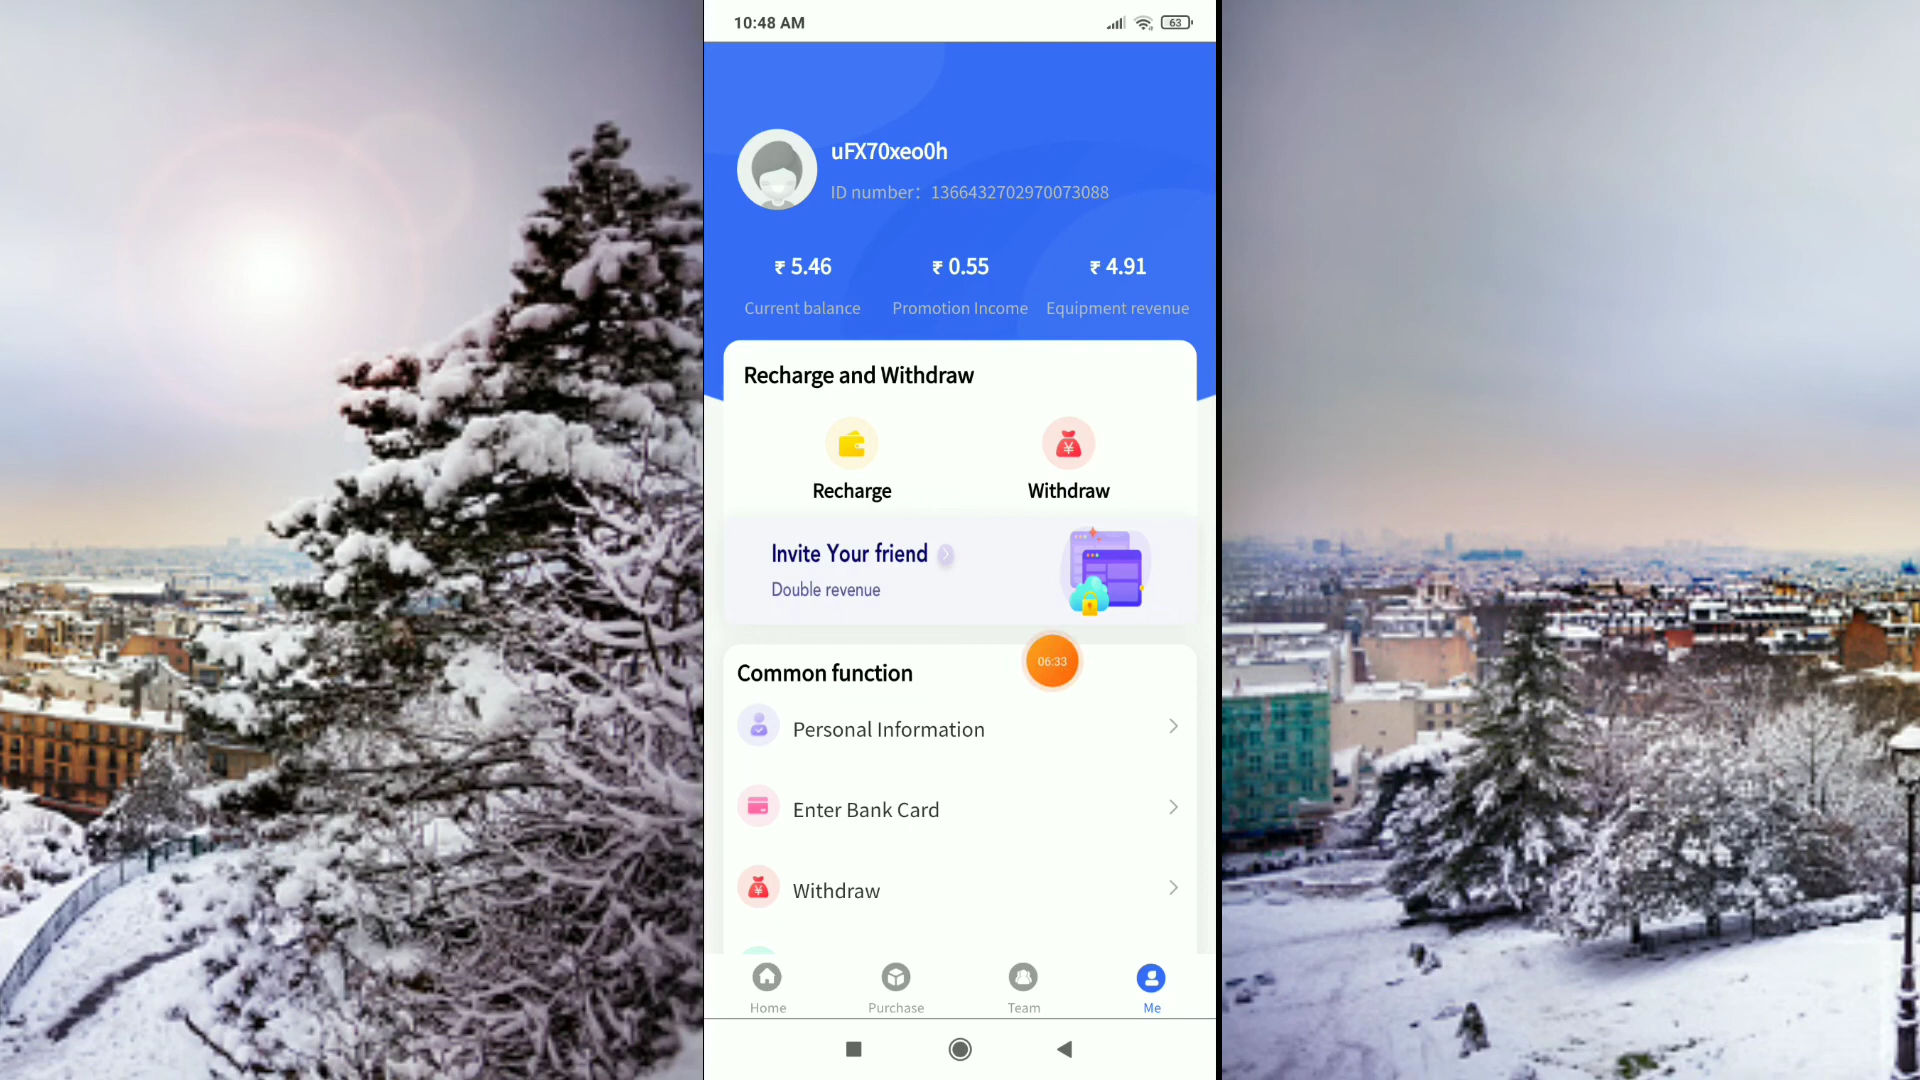 10:48 AM
63
uFX70xeo0h
ID number: 1366432702970073088
₹ 5.46
₹ 0.55
₹ 4.91
Current balance
Promotion Income
Equipment revenue
Recharge and Withdraw
¥
Recharge
Withdraw
Invite Your friend
Double revenue
06:33
Common function
Personal Information
Enter Bank Card
¥
Withdraw
Home
Purchase
Team
Me